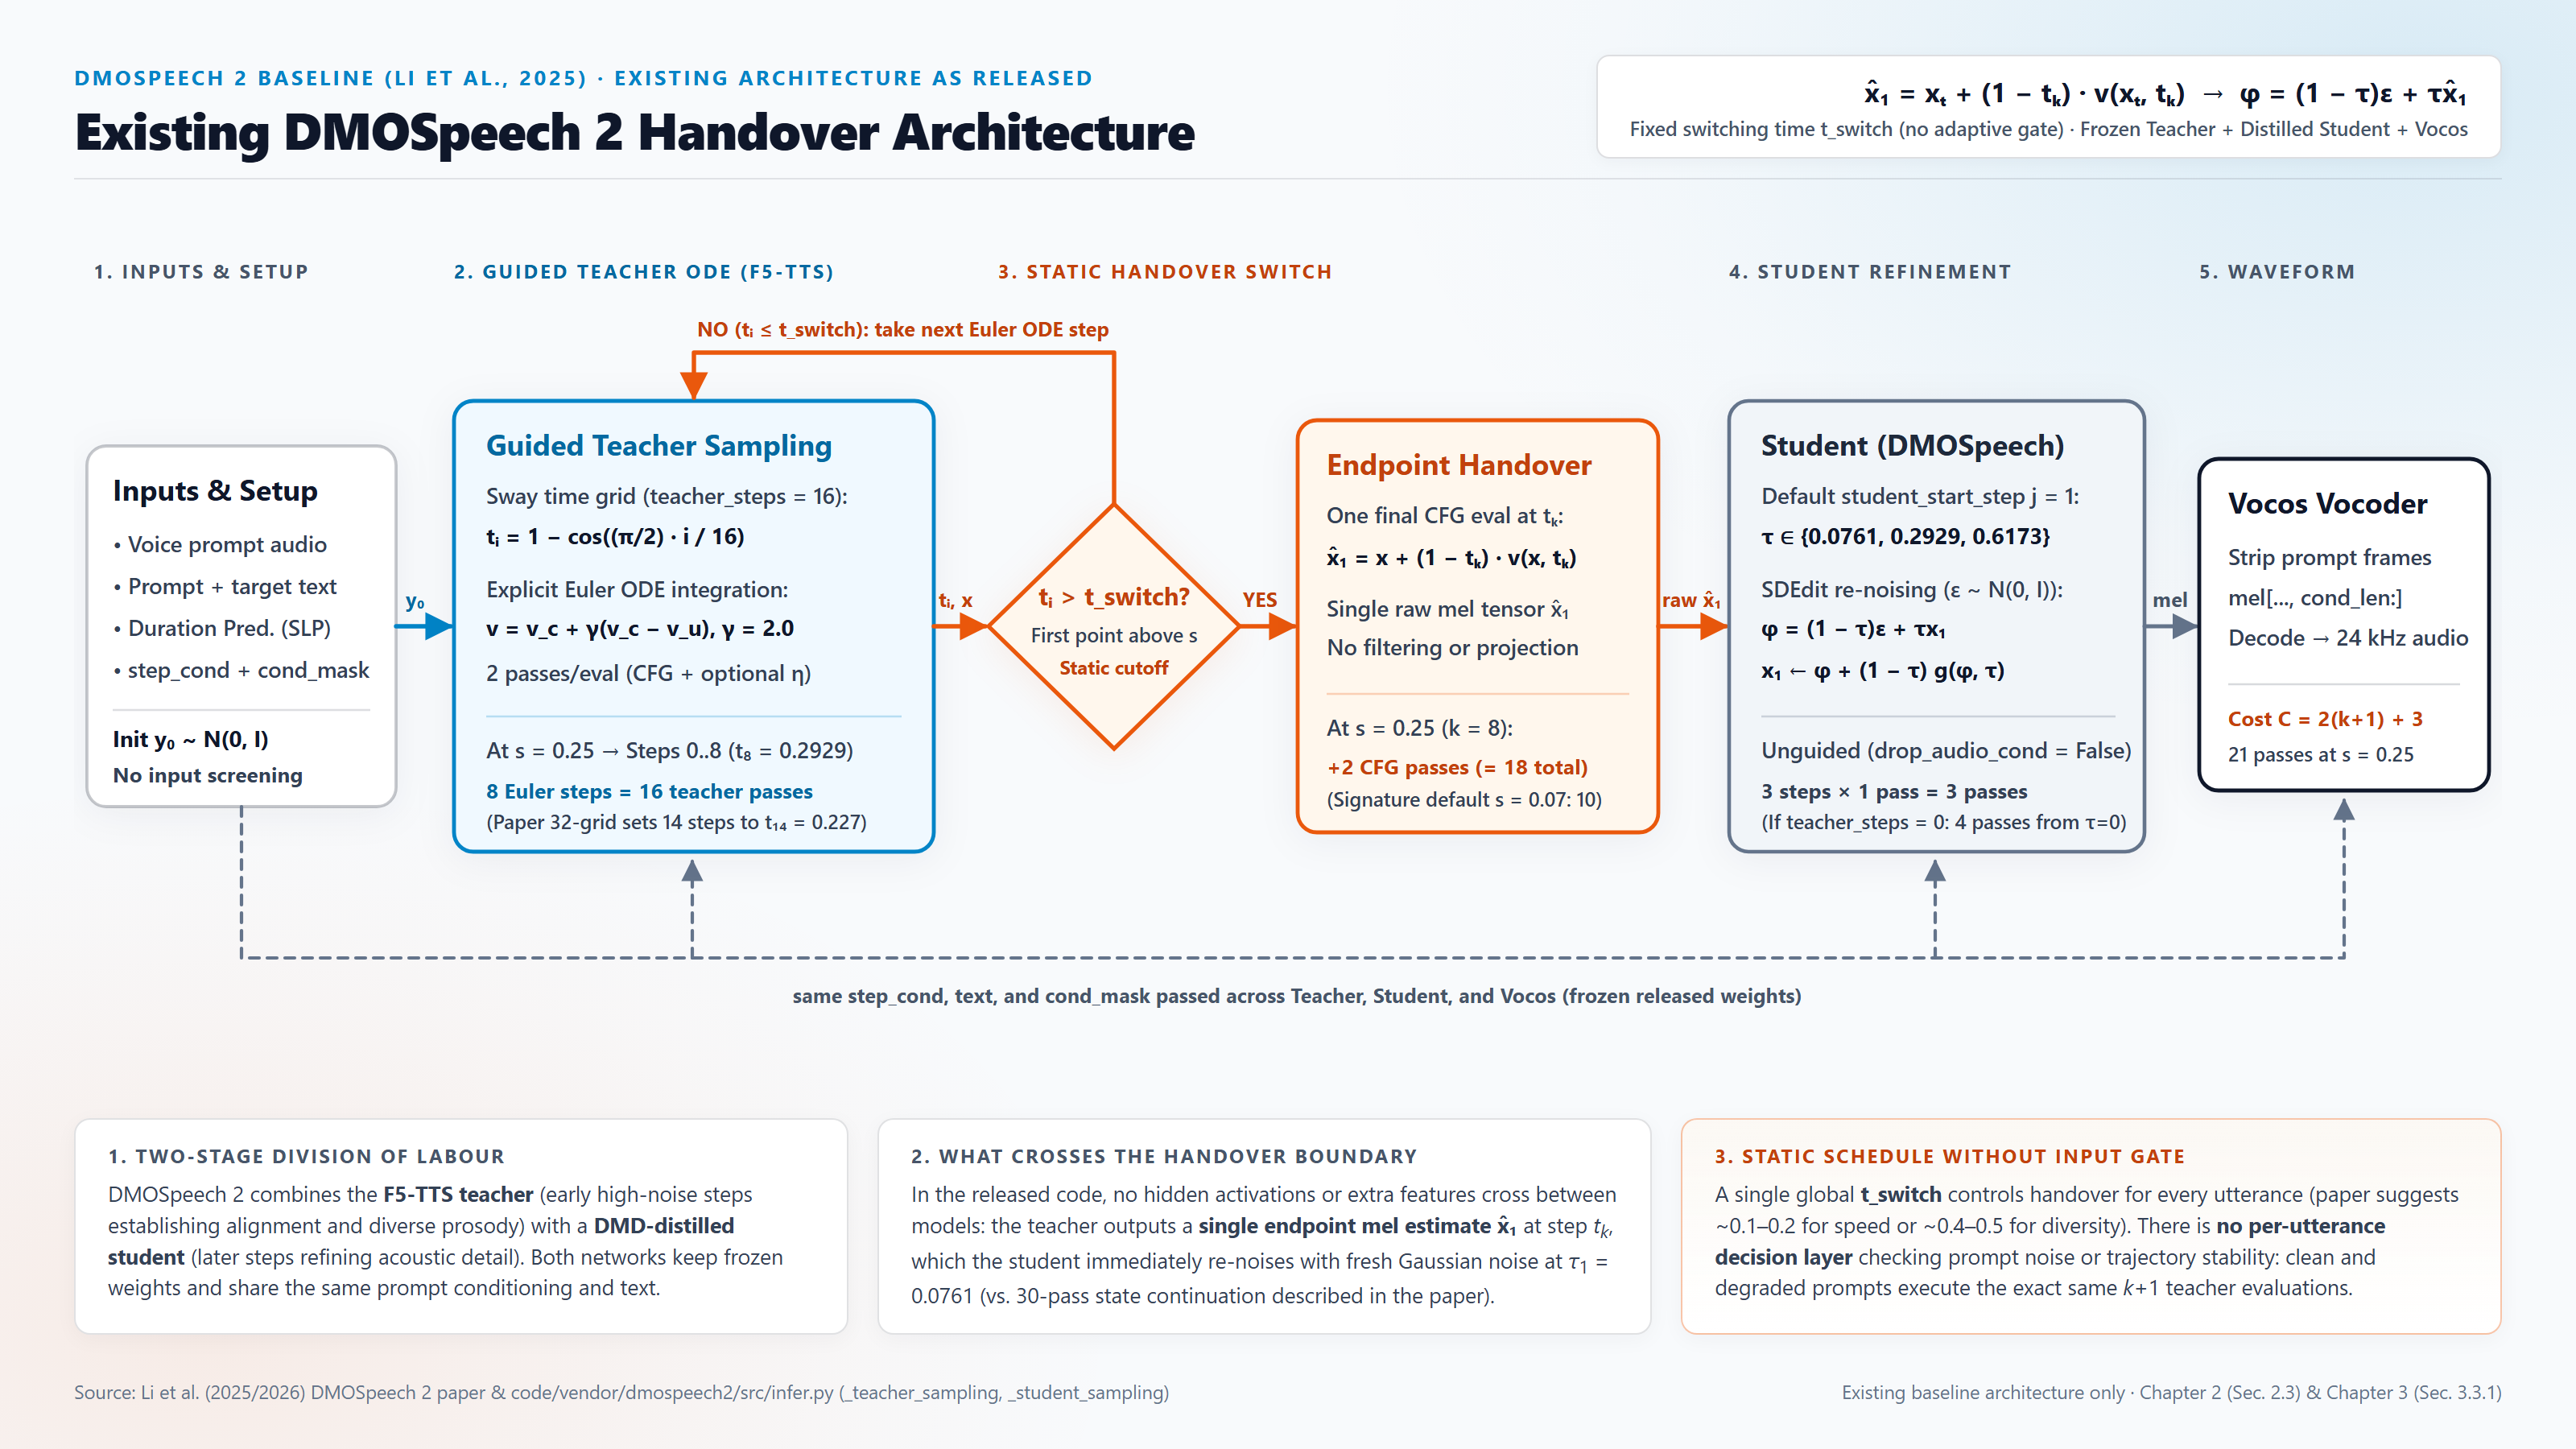 DMOSPEECH 2 BASELINE (LI ET AL., 2025) · EXISTING ARCHITECTURE AS RELEASED
Existing DMOSpeech 2 Handover Architecture
x̂₁ = xₜ + (1 − tₖ) · v(xₜ, tₖ) → φ = (1 − τ)ε + τx̂₁
Fixed switching time t_switch (no adaptive gate) · Frozen Teacher + Distilled Student + Vocos
1. INPUTS & SETUP
2. GUIDED TEACHER ODE (F5-TTS)
3. STATIC HANDOVER SWITCH
4. STUDENT REFINEMENT
5. WAVEFORM
NO (tᵢ ≤ t_switch): take next Euler ODE step
Inputs & Setup
• Voice prompt audio
• Prompt + target text
• Duration Pred. (SLP)
• step_cond + cond_mask
Init y₀ ~ N(0, I)
No input screening
y₀
Guided Teacher Sampling
Sway time grid (teacher_steps = 16):
tᵢ = 1 − cos((π/2) · i / 16)
Explicit Euler ODE integration:
v = v_c + γ(v_c − v_u), γ = 2.0
2 passes/eval (CFG + optional η)
At s = 0.25 → Steps 0..8 (t₈ = 0.2929)
8 Euler steps = 16 teacher passes
(Paper 32-grid sets 14 steps to t₁₄ = 0.227)
tᵢ, x
tᵢ > t_switch?
First point above s
Static cutoff
YES
Endpoint Handover
One final CFG eval at tₖ:
x̂₁ = x + (1 − tₖ) · v(x, tₖ)
Single raw mel tensor x̂₁
No filtering or projection
At s = 0.25 (k = 8):
+2 CFG passes (= 18 total)
(Signature default s = 0.07: 10)
raw x̂₁
Student (DMOSpeech)
Default student_start_step j = 1:
τ ∈ {0.0761, 0.2929, 0.6173}
SDEdit re-noising (ε ~ N(0, I)):
φ = (1 − τ)ε + τx₁
x₁ ← φ + (1 − τ) g(φ, τ)
Unguided (drop_audio_cond = False)
3 steps × 1 pass = 3 passes
(If teacher_steps = 0: 4 passes from τ=0)
mel
Vocos Vocoder
Strip prompt frames
mel[..., cond_len:]
Decode → 24 kHz audio
Cost C = 2(k+1) + 3
21 passes at s = 0.25
same step_cond, text, and cond_mask passed across Teacher, Student, and Vocos (frozen released weights)
1. TWO-STAGE DIVISION OF LABOUR
DMOSpeech 2 combines the F5-TTS teacher (early high-noise steps
establishing alignment and diverse prosody) with a DMD-distilled
student (later steps refining acoustic detail). Both networks keep frozen
weights and share the same prompt conditioning and text.
2. WHAT CROSSES THE HANDOVER BOUNDARY
In the released code, no hidden activations or extra features cross between
models: the teacher outputs a single endpoint mel estimate x̂₁ at step tₖ,
which the student immediately re-noises with fresh Gaussian noise at τ₁ =
0.0761 (vs. 30-pass state continuation described in the paper).
3. STATIC SCHEDULE WITHOUT INPUT GATE
A single global t_switch controls handover for every utterance (paper suggests
~0.1–0.2 for speed or ~0.4–0.5 for diversity). There is no per-utterance
decision layer checking prompt noise or trajectory stability: clean and
degraded prompts execute the exact same k+1 teacher evaluations.
Source: Li et al. (2025/2026) DMOSpeech 2 paper & code/vendor/dmospeech2/src/infer.py (_teacher_sampling, _student_sampling)
Existing baseline architecture only · Chapter 2 (Sec. 2.3) & Chapter 3 (Sec. 3.3.1)